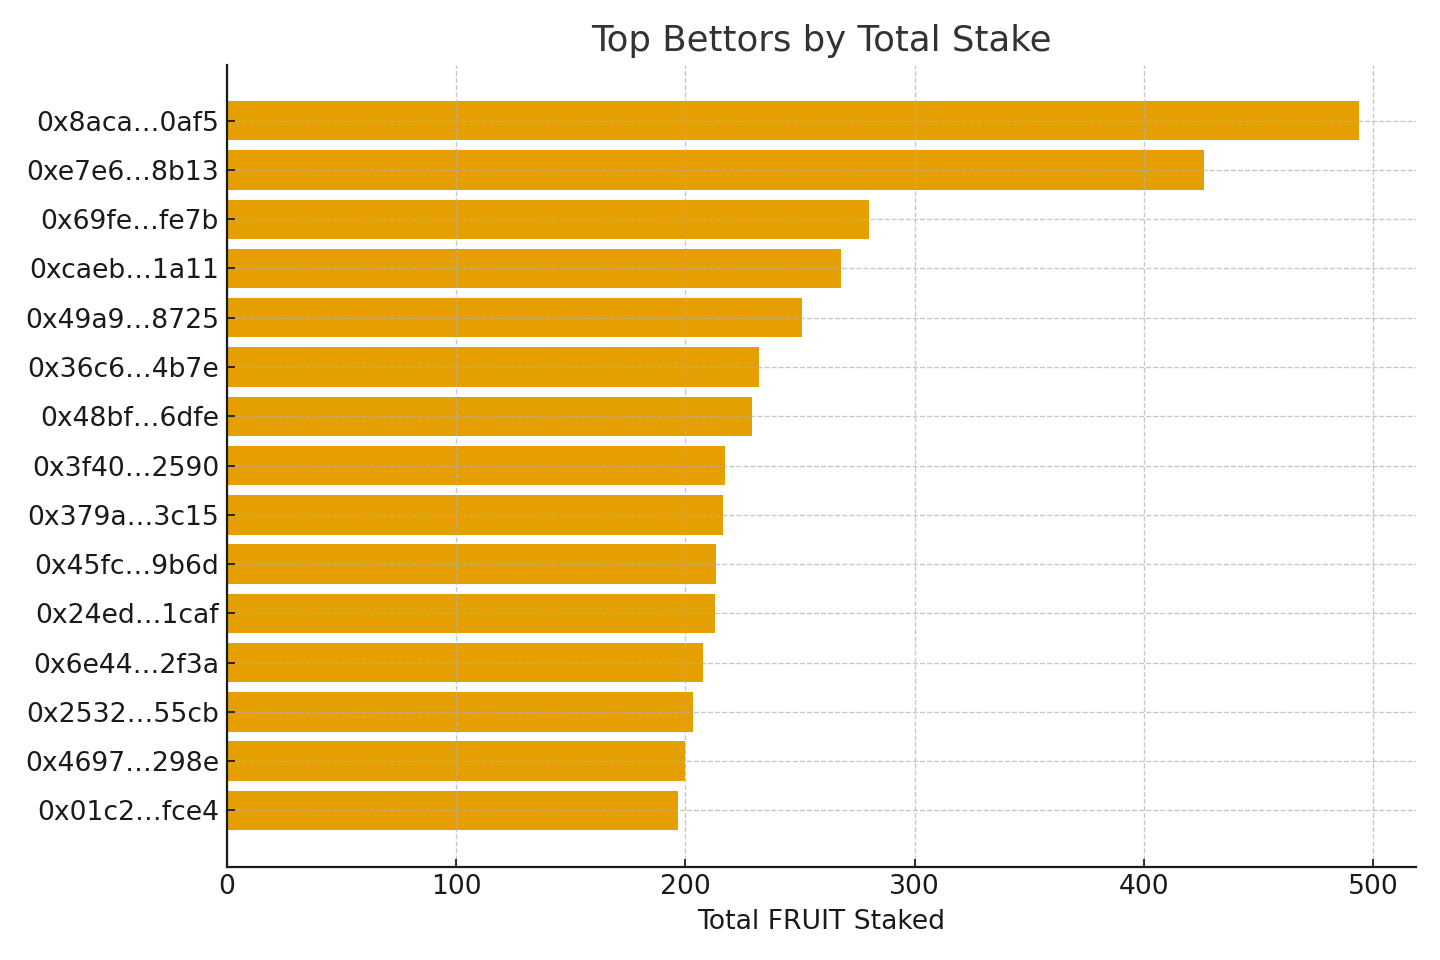 Top Bettors by Total Stake
0x8aca...0af5
0xe7e6...8b13
0x69fe...fe7b
0xcaeb...1a11
0x49a9...8725
0x36c6...4b7e
0x48bf...6dfe
0x3f40...2590
0x379a...3c15
0x45fc...9b6d
0x24ed...1caf
0x6e44...2f3a
0x2532...55cb
0x4697...298e
0x01c2...fce4
0 100 200 300 400 500
Total FRUIT Staked